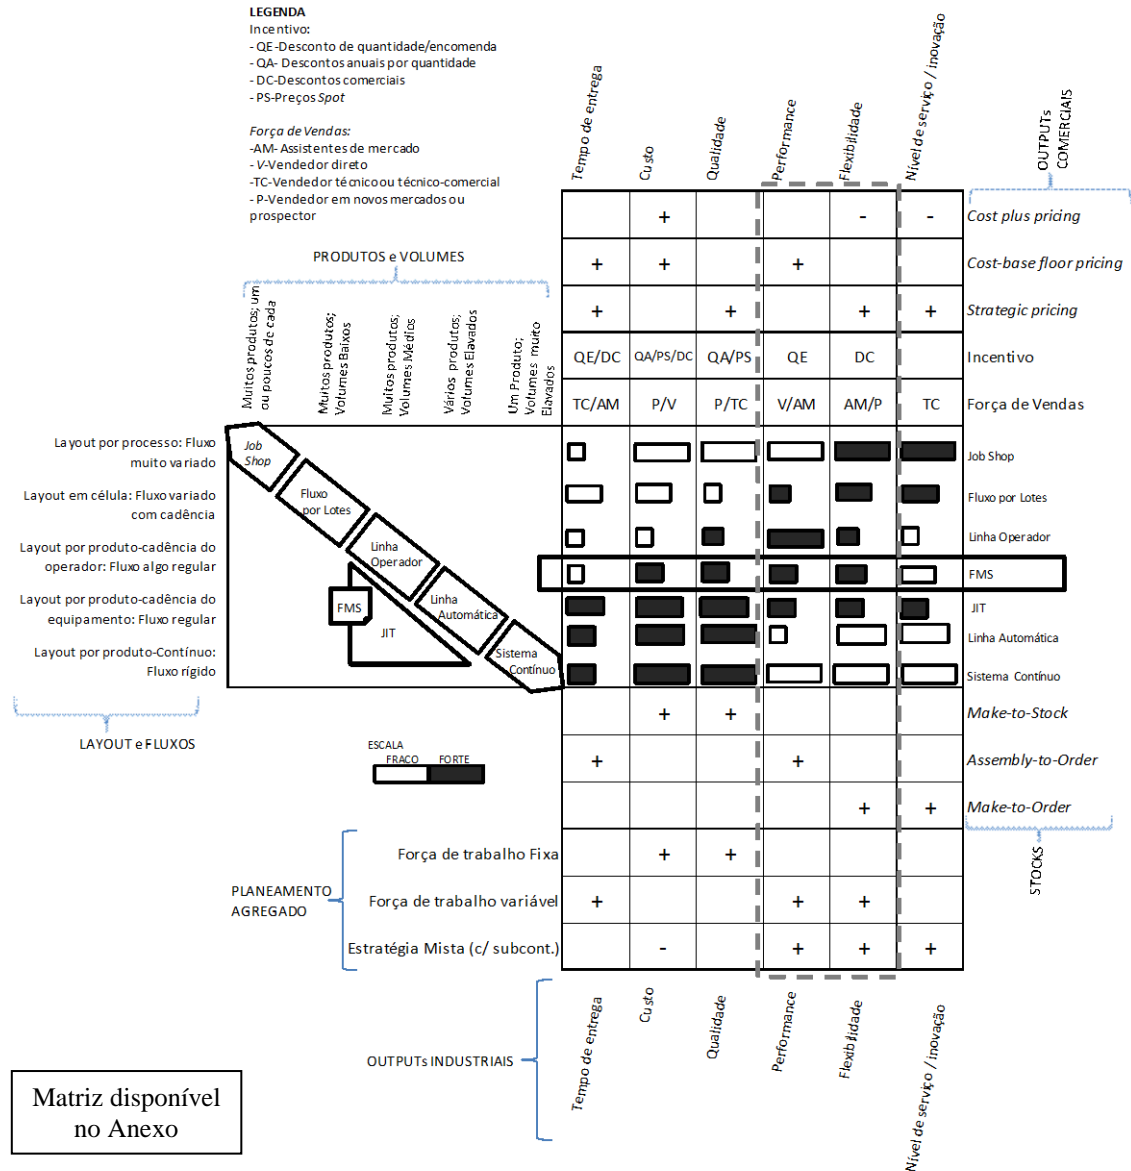 LEGENDA
Incentivo:
- QE-Desconto de quantidade/encomenda
- QA- Descontos anuais por quantidade
- DC-Descontos comerciais
- PS-Preços Spot
Força de Vendas:
-AM- Assistentes de mercado
- V-Vendedor direto
-TC-Vendedor técnico ou técnico-comercial
- P-Vendedor em novos mercados ou
prospector
Tempo de entrega
Custo
Qualidade
Performance
Flexibilidade
Nível de serviço / inovação
OUTPUTs
COMERCIAIS
+ - - Cost plus pricing
+ + + Cost-base floor pricing
+ + + + Strategic pricing
QE/DC QA/PS/DC QA/PS QE DC Incentivo
TC/AM P/V P/TC V/AM AM/P TC Força de Vendas
PRODUTOS e VOLUMES
Muitos produtos; um
ou poucos de cada
Muitos produtos;
Volumes Baixos
Muitos produtos;
Volumes Médios
Vários produtos;
Volumes Elavados
Um Produto;
Volumes muito
Elavados
Layout por processo: Fluxo
muito variado
Layout em célula: Fluxo variado
com cadência
Layout por produto-cadência do
operador: Fluxo algo regular
Layout por produto-cadência do
equipamento: Fluxo regular
Layout por produto-Contínuo:
Fluxo rígido
LAYOUT e FLUXOS
Job
Shop
Fluxo
por Lotes
Linha
Operador
Linha
Automática
Sistema
Contínuo
FMS
JIT
Job Shop
Fluxo por Lotes
Linha Operador
FMS
JIT
Linha Automática
Sistema Contínuo
+ + Make-to-Stock
+ + Assembly-to-Order
+ + Make-to-Order
STOCKS
ESCALA
FRACO FORTE
PLANEAMENTO
AGREGADO
Força de trabalho Fixa + +
Força de trabalho variável + + +
Estratégia Mista (c/ subcont.) - + + +
OUTPUTs INDUSTRIAIS
Tempo de entrega
Custo
Qualidade
Performance
Flexibilidade
Nível de serviço / inovação
Matriz disponível
no Anexo